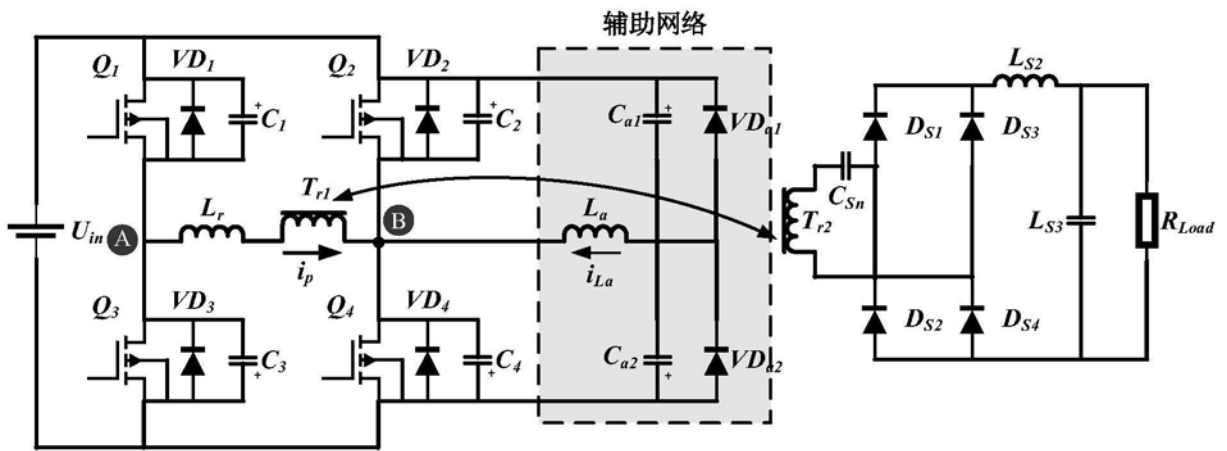 辅助网络
Q1 VD1 C1
Q2 VD2 C2
Ca1 VDa1
LS2
DS1 DS3
CSn
Tr1
Lr
Uin A ip B
La
iLa
Tr2
LS3 RLoad
Q3 VD3 C3
Q4 VD4 C4
Ca2 VDa2
DS2 DS4
+ + + + + +